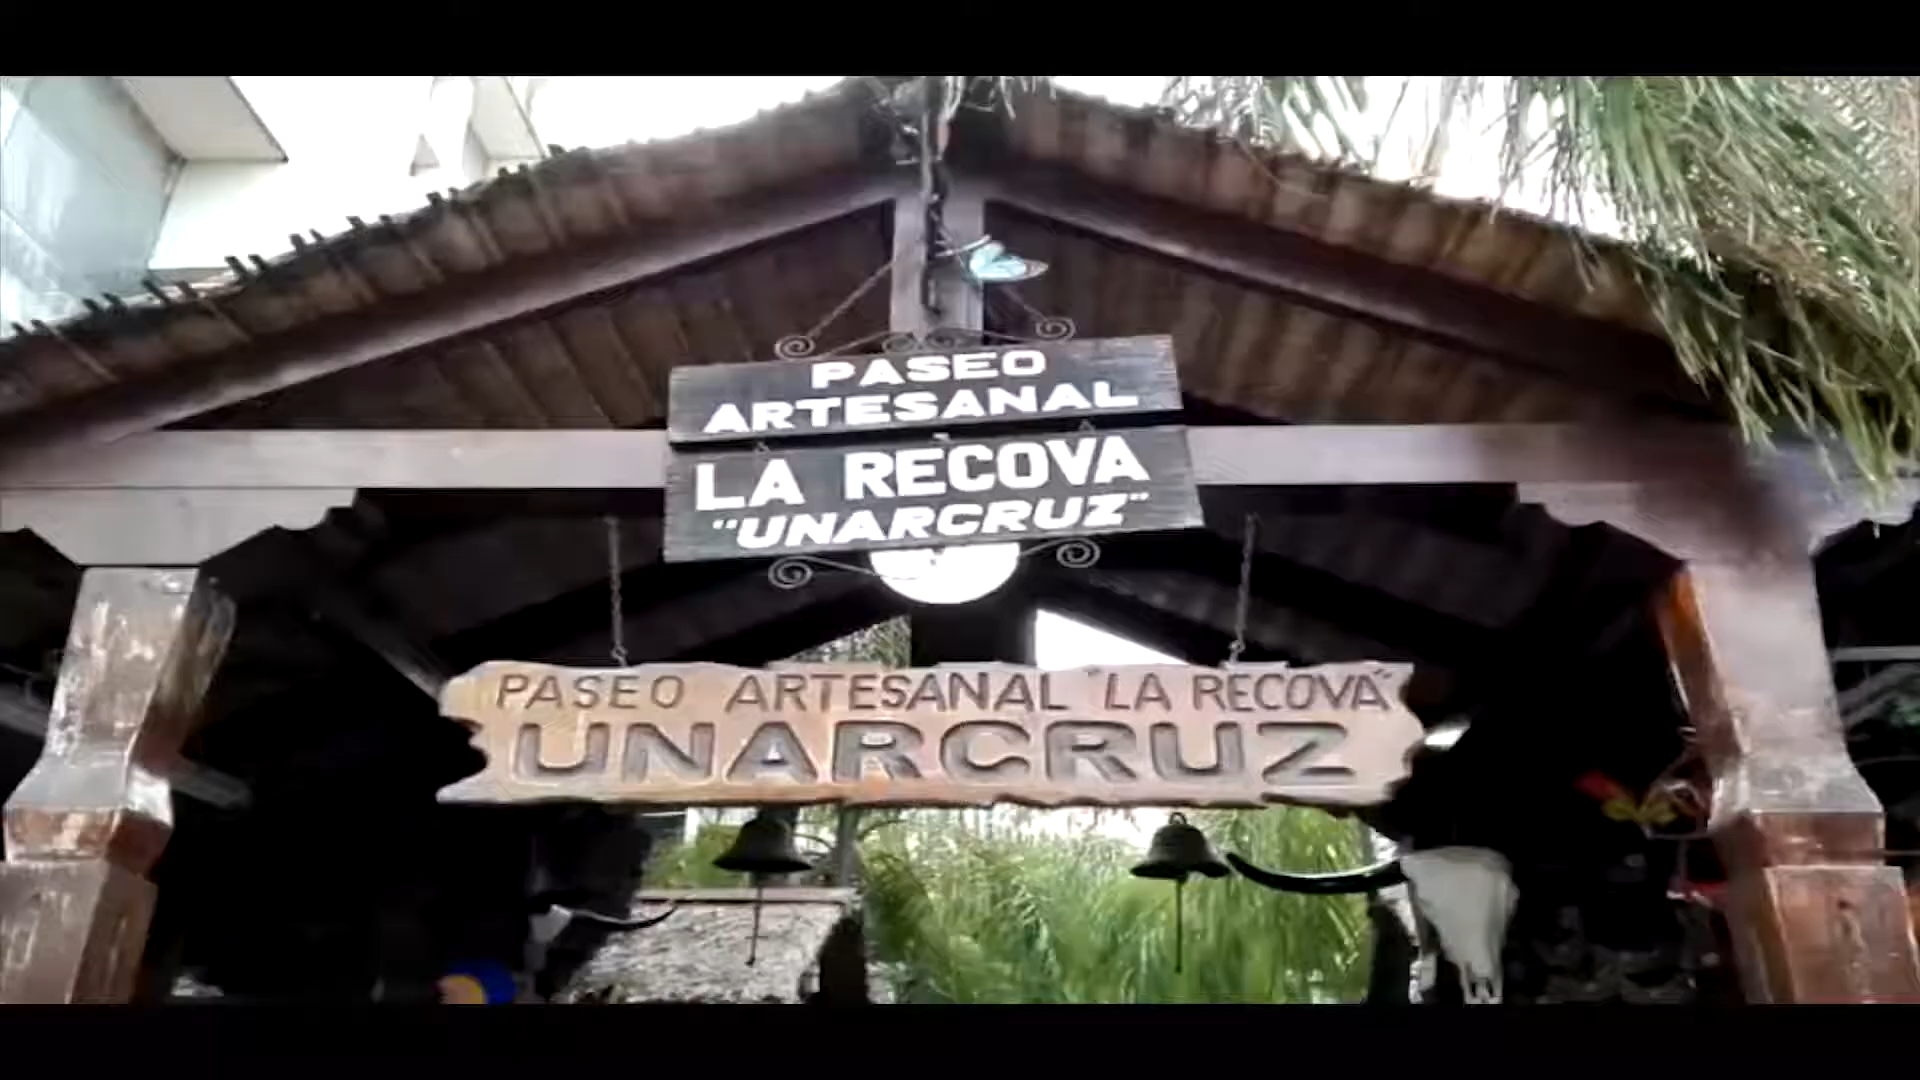 PASEO
ARTESANAL
LA RECOVA
"UNARCRUZ"
PASEO ARTESANAL "LA RECOVA"
UNARCRUZ